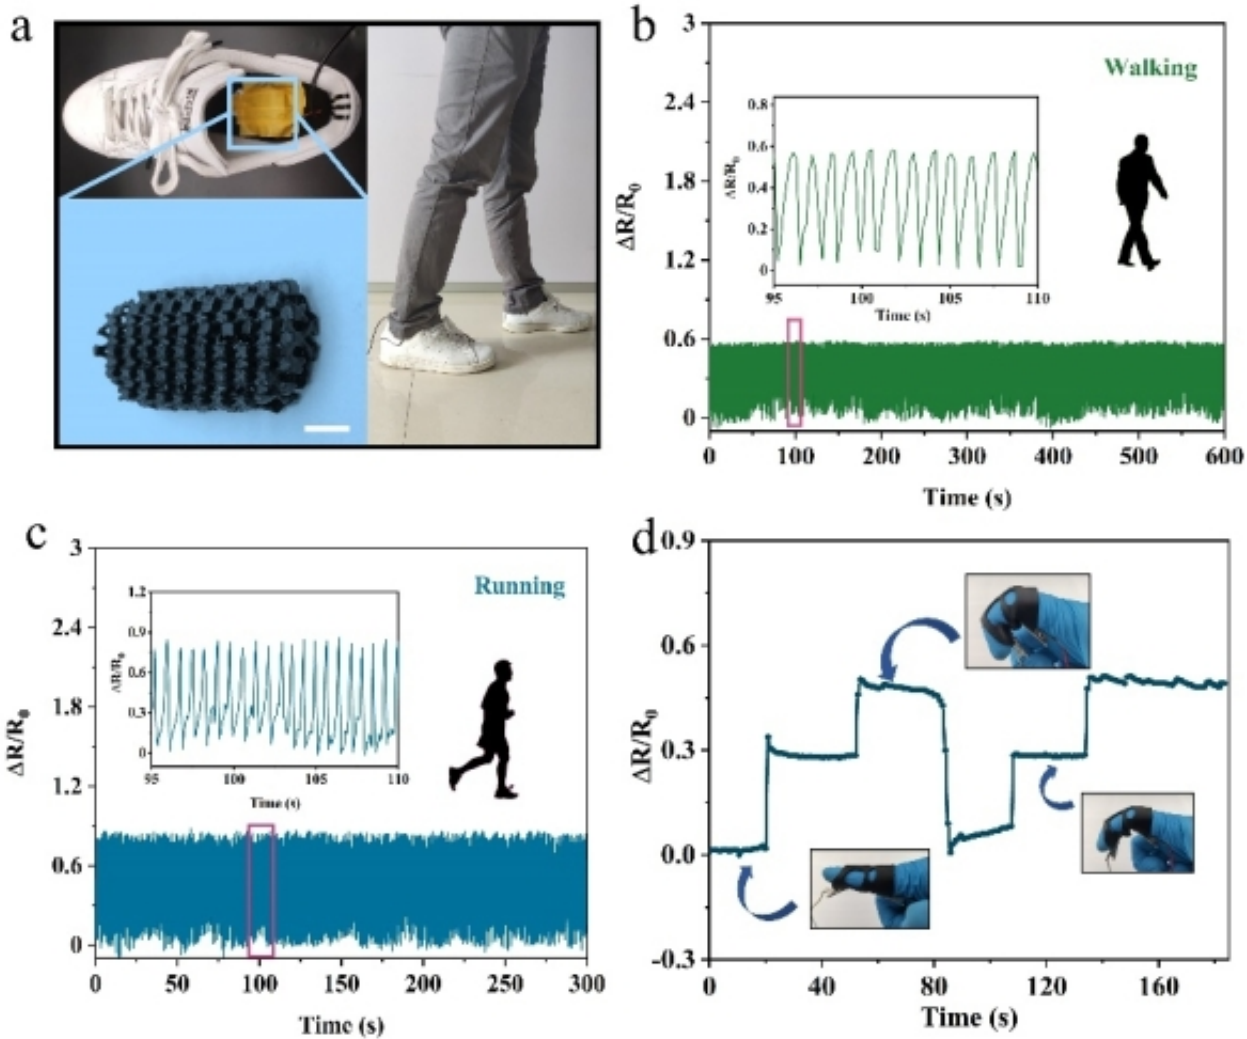 a
b
3
2.4
1.8
1.2
0.6
0
ΔR/R0
Walking
0.8
0.6
0.4
0.2
0
ΔR/R0
95 100 105 110
Time (s)
0 100 200 300 400 500 600
Time (s)
c
3
2.4
1.8
1.2
0.6
0
ΔR/R0
Running
1.2
0.9
0.6
0.3
0
ΔR/R0
95 100 105 110
Time (s)
0 50 100 150 200 250 300
Time (s)
d
0.9
0.6
0.3
0.0
-0.3
ΔR/R0
0 40 80 120 160
Time (s)